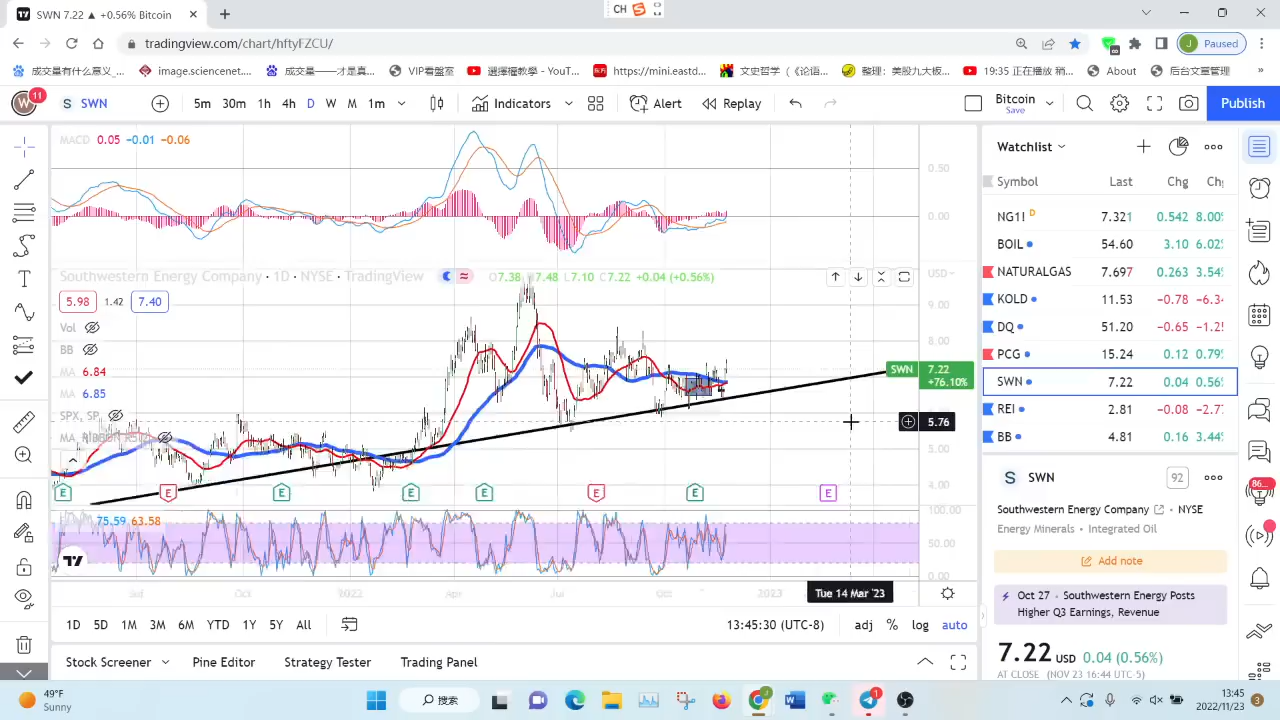 SWN 7.22 ▲ +0.56% Bitcoin
CH
tradingview.com/chart/hftyFZCU/
Paused
成交量有什么意义_...
image.sciencenet...
成交量——才是真...
VIP看盤室
選擇權教學 - YouT...
https://mini.eastd...
文史哲学（《论语...
整理：美股九大板...
19:35 正在播放 稍...
About
后台文章管理
»
11
SWN
5m 30m 1h 4h D W M 1m
Indicators
Alert
Replay
Bitcoin
Save
Publish
MACD 0.05 −0.01 −0.06
0.50
0.00
Southwestern Energy Company · 1D · NYSE · TradingView
O7.38 H7.48 L7.10 C7.22 +0.04 (+0.56%)
USD
5.98 1.42 7.40
Vol
BB
MA 6.84
MA 6.85
SPX, SP
9.00
8.00
SWN 7.22
+76.10%
5.76
5.00
4.00
E E E E E E E E
75.59 63.58
100.00
50.00
0.00
Jul Oct 2022 Apr Jul Oct 2023
Tue 14 Mar '23
1D 5D 1M 3M 6M YTD 1Y 5Y All
13:45:30 (UTC-8)
adj % log auto
Stock Screener
Pine Editor
Strategy Tester
Trading Panel
Watchlist
Symbol Last Chg Chg
NG1! D 7.321 0.542 8.00%
BOIL 54.60 3.10 6.02%
NATURALGAS 7.697 0.263 3.54%
KOLD 11.53 −0.78 −6.3
DQ 51.20 −0.65 −1.2
PCG 15.24 0.12 0.79%
SWN 7.22 0.04 0.56%
REI 2.81 −0.08 −2.7
BB 4.81 0.16 3.44%
SWN
92
Southwestern Energy Company · NYSE
Energy Minerals · Integrated Oil
Add note
Oct 27 · Southwestern Energy Posts
Higher Q3 Earnings, Revenue
7.22 USD 0.04 (0.56%)
AT CLOSE (NOV 23 16:44 UTC-5)
49°F
Sunny
搜索
1
13:45
2022/11/23
3